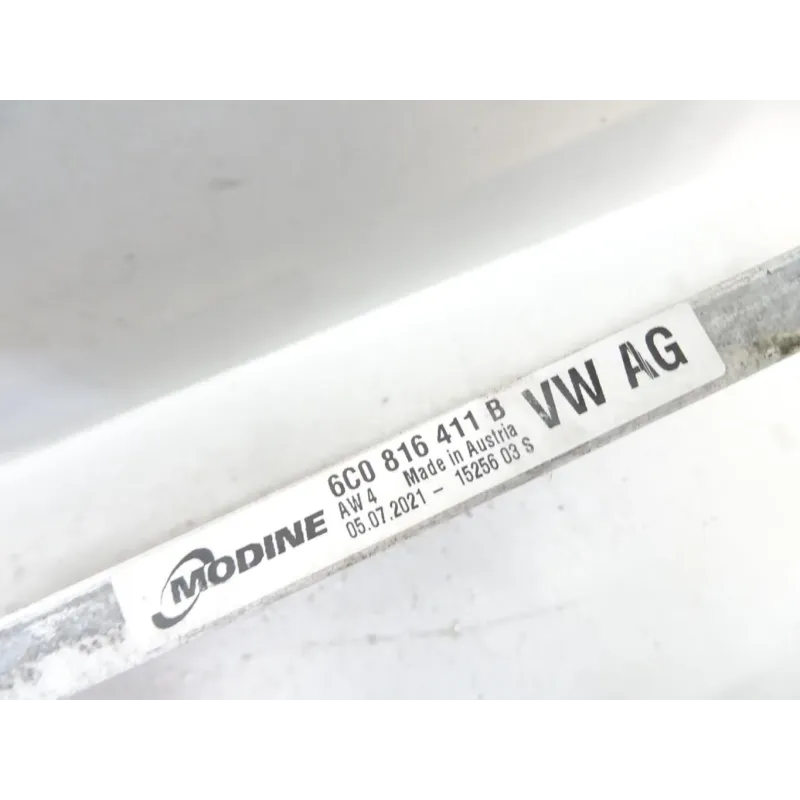 MODINE
6C0 816 411 B
AW 4 Made in Austria
05.07.2021 - 15256 03 S
VW AG